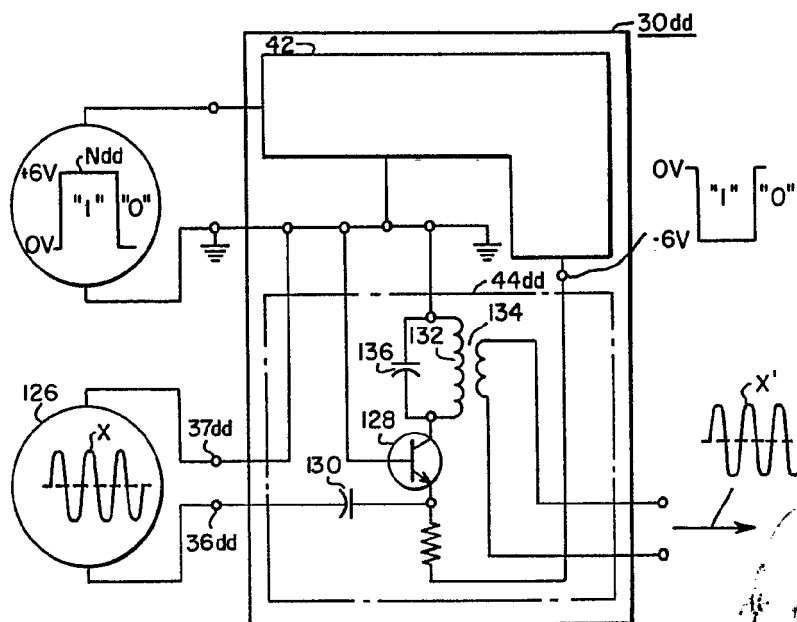 30dd
42
+6V
Ndd
"1"
"0"
0V
0V
"1"
"0"
-6V
44dd
134
132
136
126
X
37dd
128
X'
130
36dd